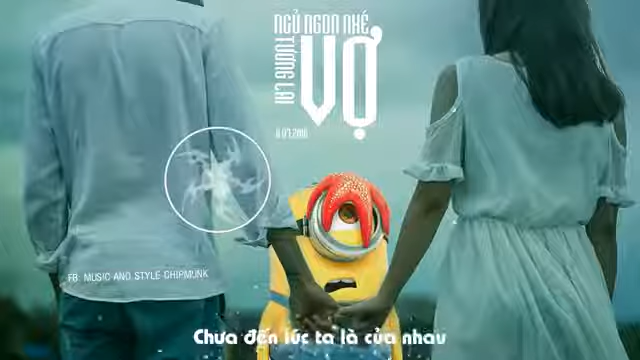 NGỦ NGON NHÉ
VỢ
TƯƠNG LAI
FB: MUSIC AND STYLE CHIPMUNK
Chưa đến lúc ta là của nhau